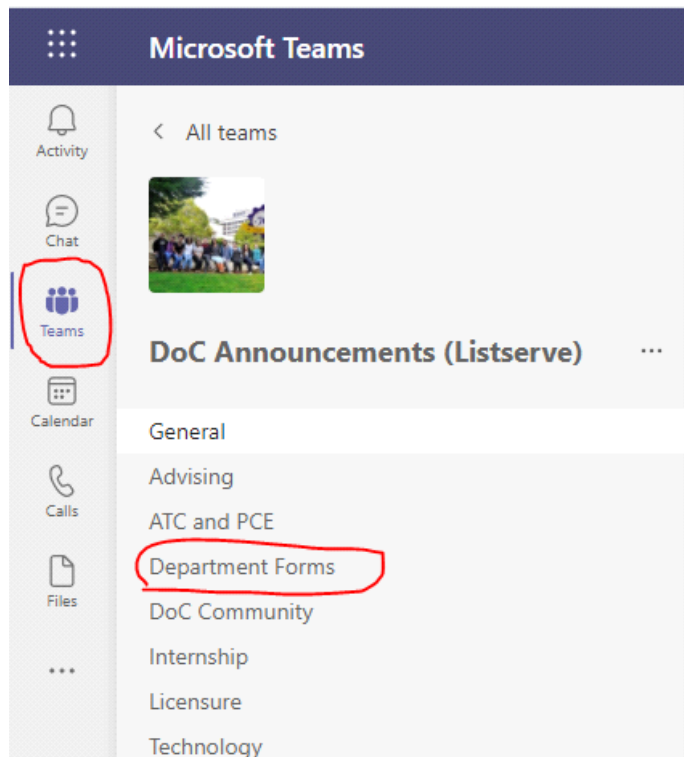 Microsoft Teams
Activity
Chat
Teams
Calendar
Calls
Files
All teams
DoC Announcements (Listserve)
General
Advising
ATC and PCE
Department Forms
DoC Community
Internship
Licensure
Technology